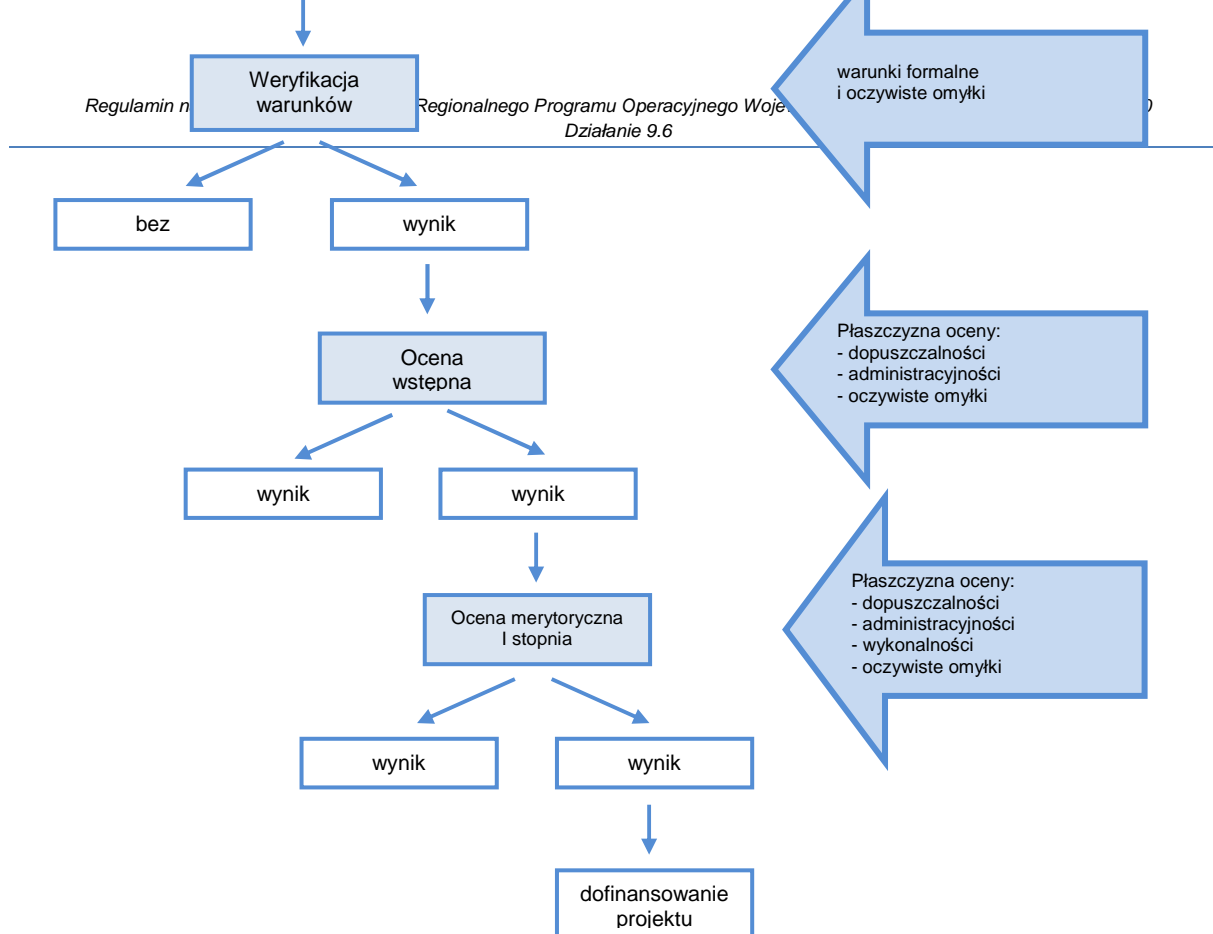 Weryfikacja
warunków
warunki formalne
i oczywiste omyłki
Regulamin Regionalnego Programu Operacyjnego
Działanie 9.6
bez
wynik
Ocena
wstępna
Płaszczyzna oceny:
- dopuszczalności
- administracyjności
- oczywiste omyłki
wynik
wynik
Ocena merytoryczna
I stopnia
Płaszczyzna oceny:
- dopuszczalności
- administracyjności
- wykonalności
- oczywiste omyłki
wynik
wynik
dofinansowanie
projektu